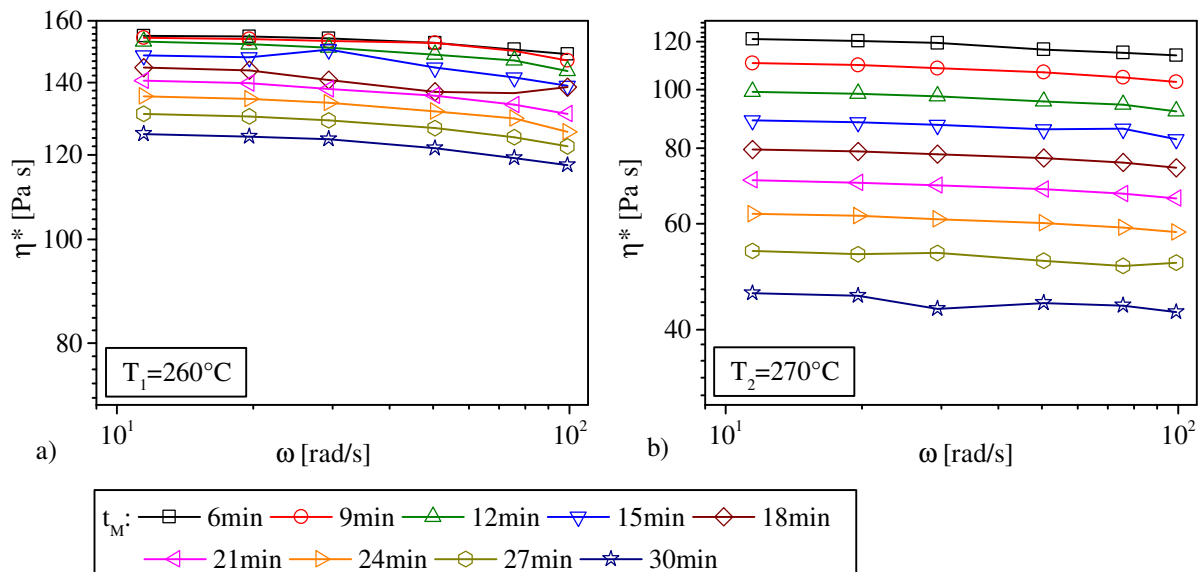 160
140
120
100
80
η* [Pa s]
T₁=260°C
10¹
10²
ω [rad/s]
a)
120
100
80
60
40
η* [Pa s]
T₂=270°C
10¹
10²
ω [rad/s]
b)
t_M: 6min 9min 12min 15min 18min
21min 24min 27min 30min